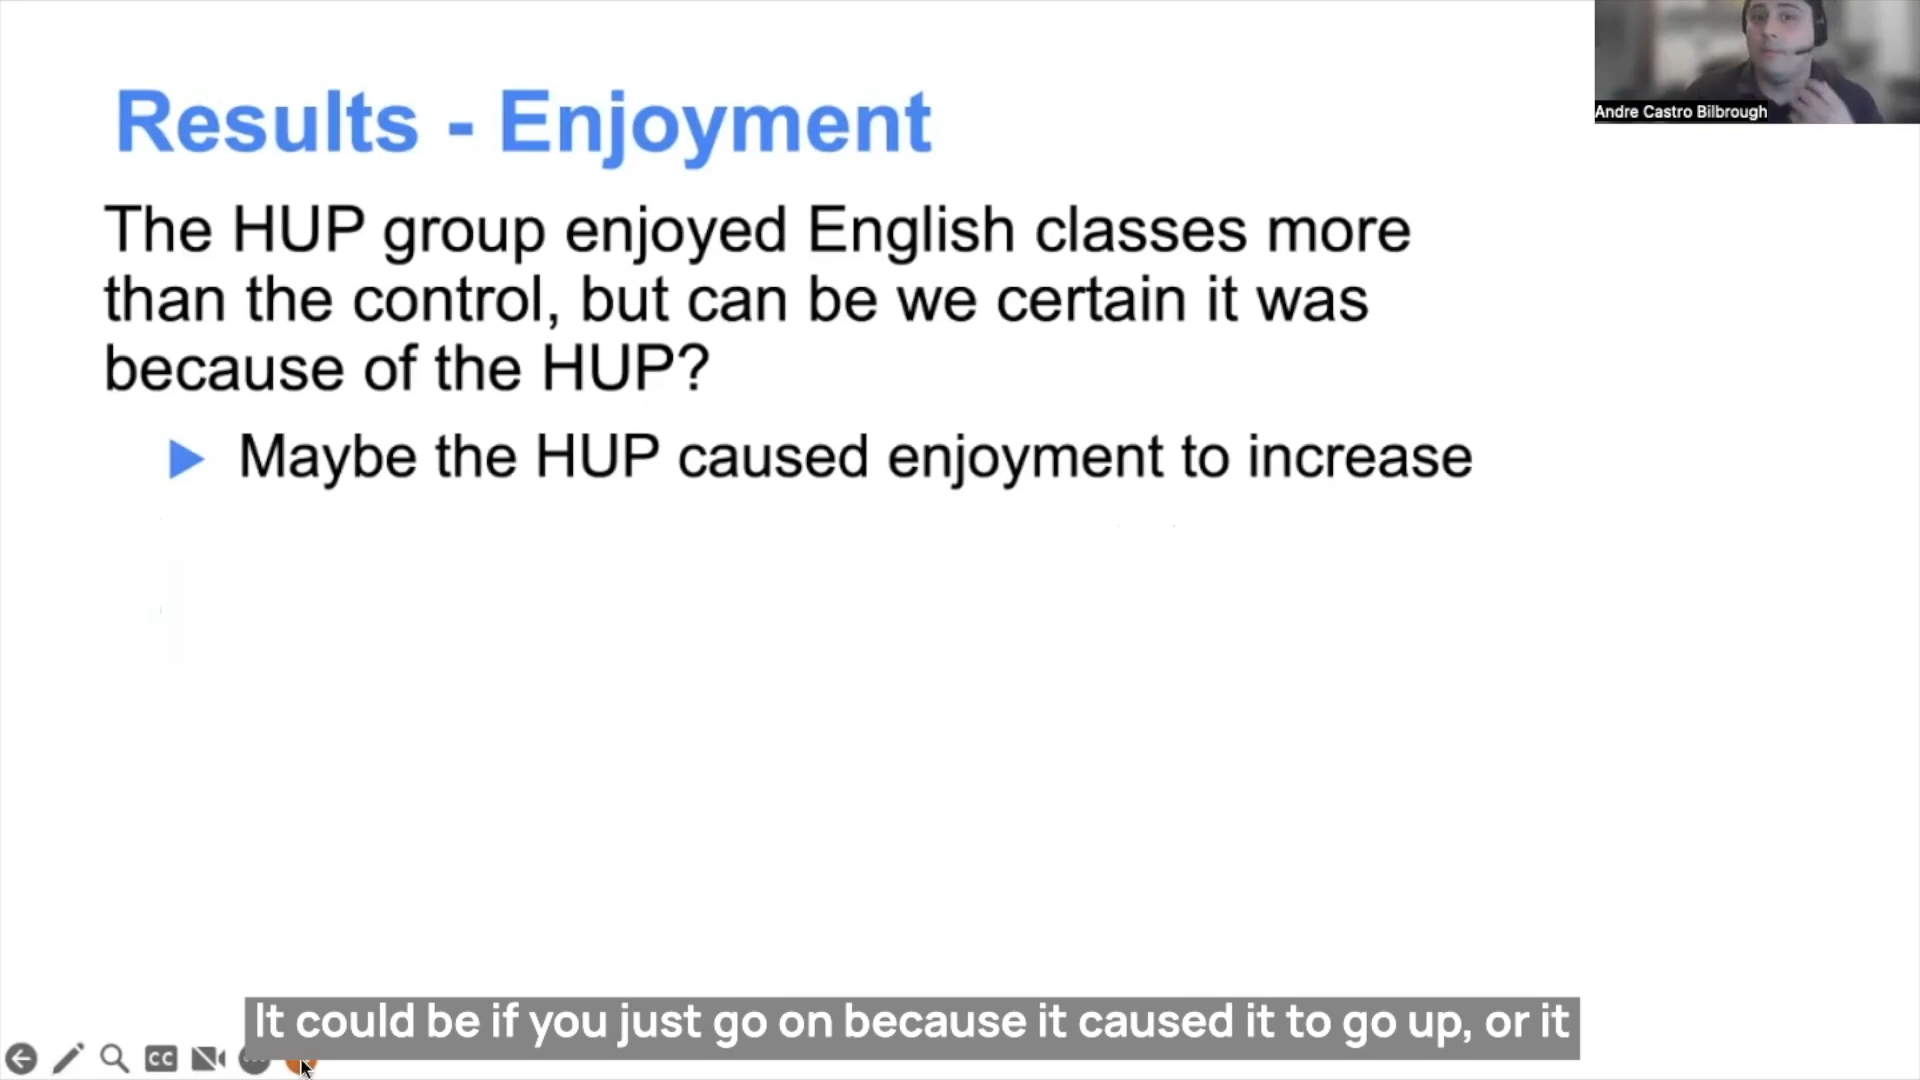 Results - Enjoyment
Andre Castro Bilbrough
The HUP group enjoyed English classes more
than the control, but can be we certain it was
because of the HUP?
Maybe the HUP caused enjoyment to increase
It could be if you just go on because it caused it to go up, or it
CC